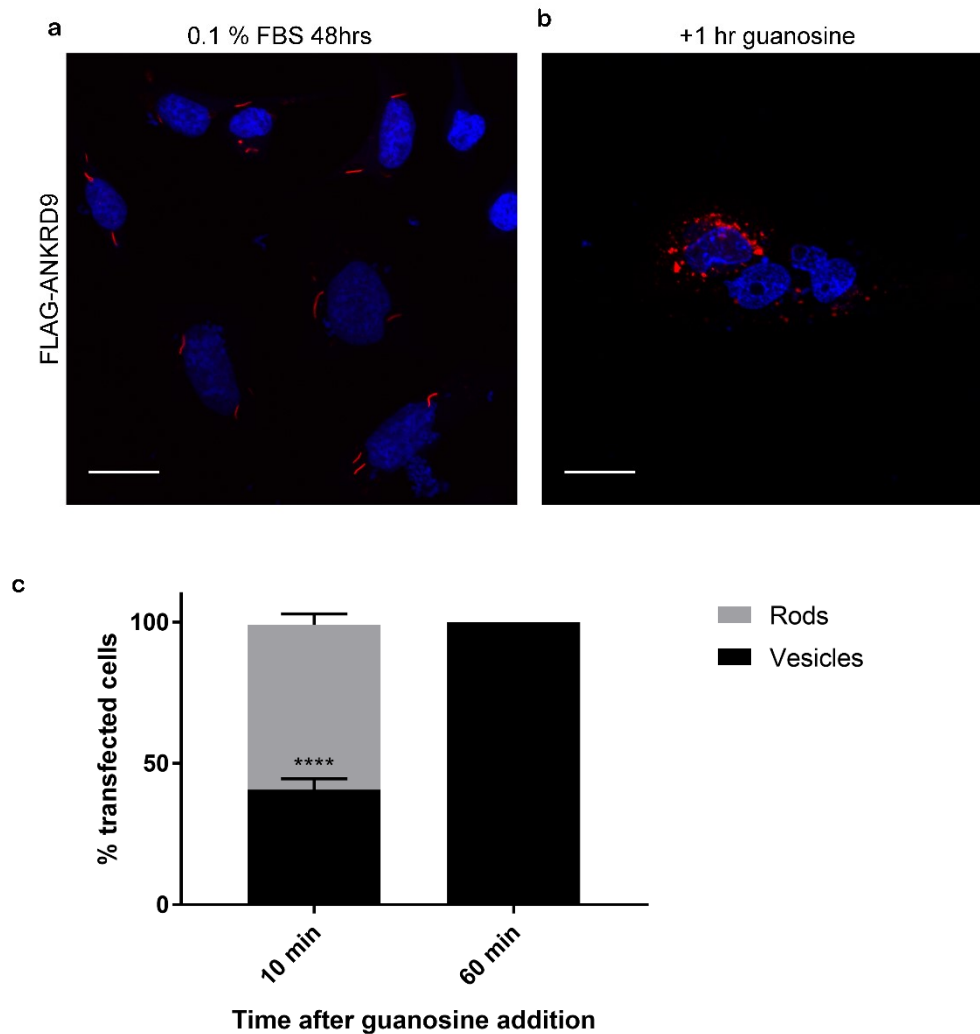 a
0.1 % FBS 48hrs
b
+1 hr guanosine
FLAG-ANKRD9
c
% transfected cells
100
50
0
****
10 min
60 min
Time after guanosine addition
Rods
Vesicles